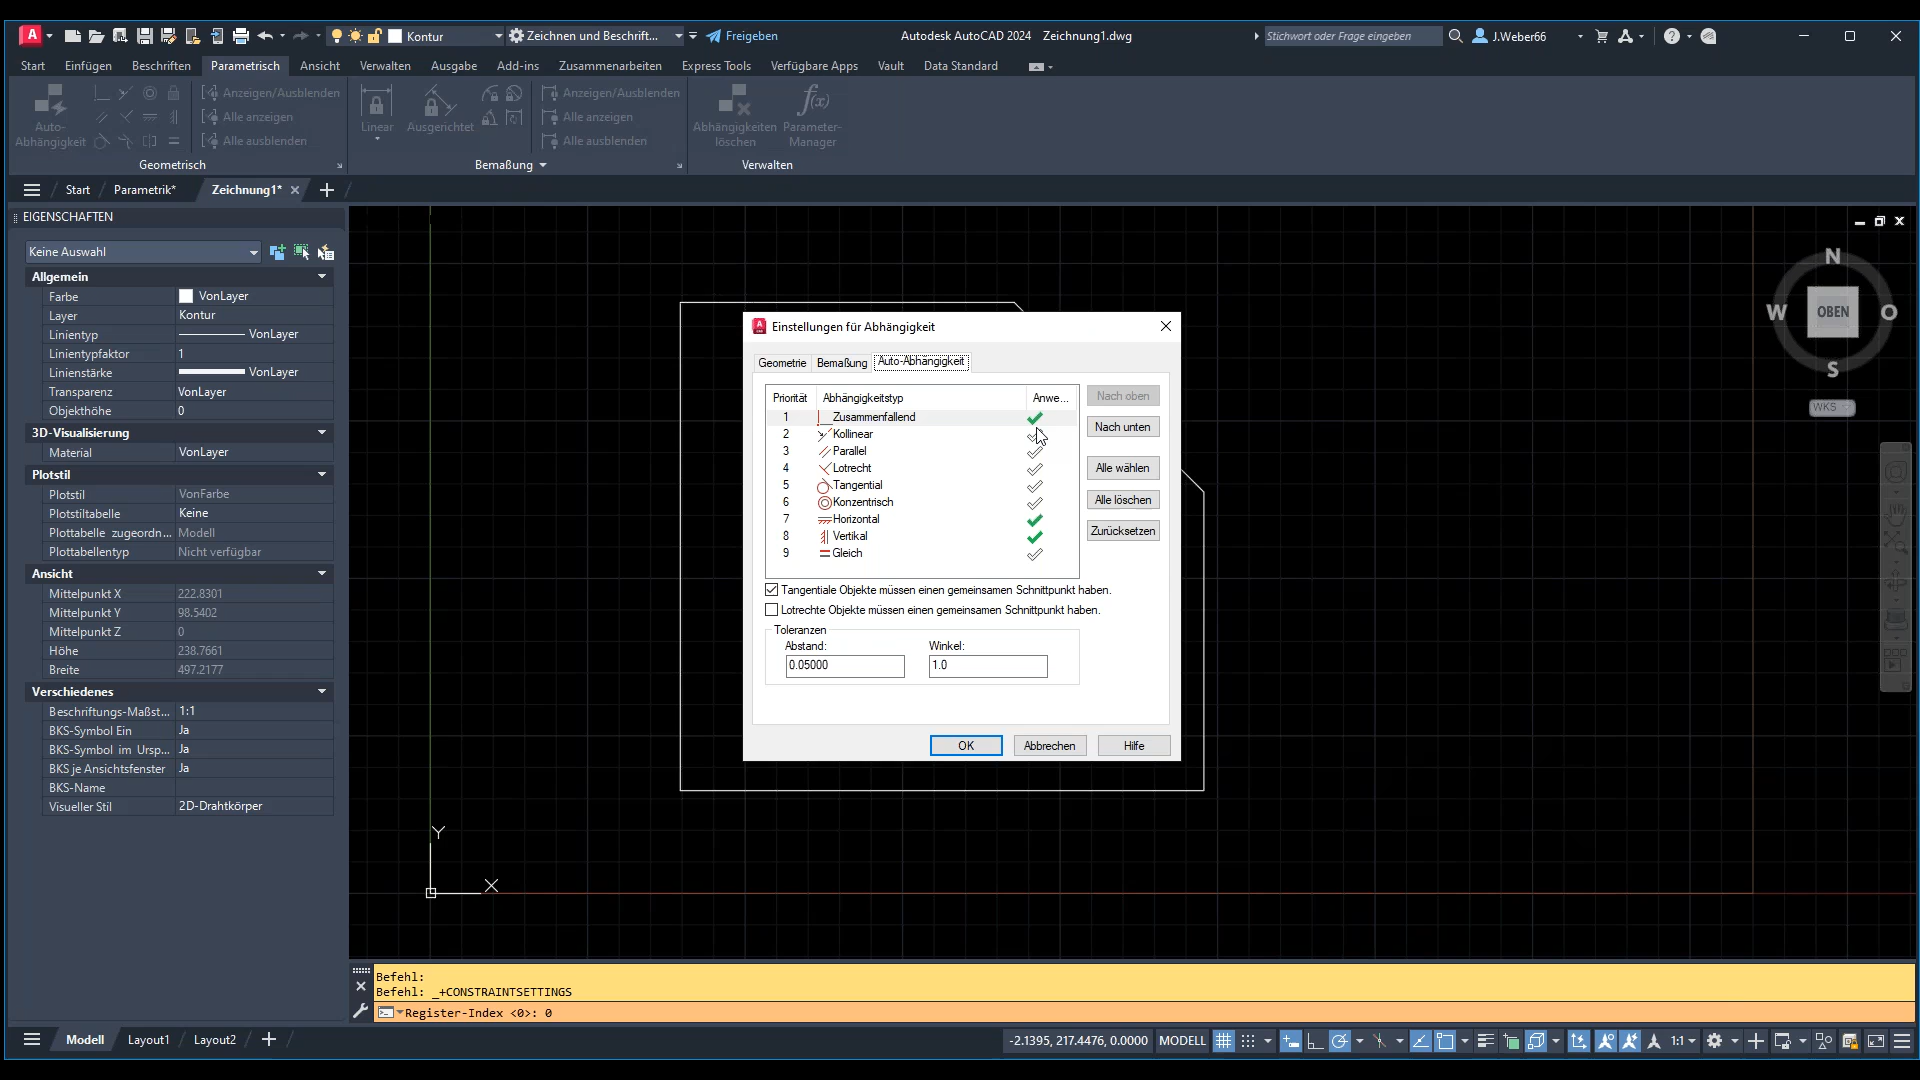 Kontur
Zeichnen und Beschrift...
Freigeben
Autodesk AutoCAD 2024 Zeichnung1.dwg
Stichwort oder Frage eingeben
J.Weber66
Start Einfügen Beschriften Parametrisch Ansicht Verwalten Ausgabe Add-ins Zusammenarbeiten Express Tools Verfügbare Apps Vault Data Standard
Auto-
Abhängigkeit
Anzeigen/Ausblenden
Alle anzeigen
Alle ausblenden
Linear
Ausgerichtet
Anzeigen/Ausblenden
Alle anzeigen
Alle ausblenden
Abhängigkeiten
löschen
f(x)
Parameter-
Manager
Geometrisch
Bemaßung
Verwalten
Start
Parametrik*
Zeichnung1*
EIGENSCHAFTEN
Keine Auswahl
Allgemein
Farbe VonLayer
Layer Kontur
Linientyp VonLayer
Linientypfaktor 1
Linienstärke VonLayer
Transparenz VonLayer
Objekthöhe 0
3D-Visualisierung
Material VonLayer
Plotstil
Plotstil VonFarbe
Plotstiltabelle Keine
Plottabelle zugeordn... Modell
Plottabellentyp Nicht verfügbar
Ansicht
Mittelpunkt X 222.8301
Mittelpunkt Y 98.5402
Mittelpunkt Z 0
Höhe 238.7661
Breite 497.2177
Verschiedenes
Beschriftungs-Maßst... 1:1
BKS-Symbol Ein Ja
BKS-Symbol im Ursp... Ja
BKS je Ansichtsfenster Ja
BKS-Name
Visueller Stil 2D-Drahtkörper
Einstellungen für Abhängigkeit
Geometrie Bemaßung Auto-Abhängigkeit
Priorität Abhängigkeitstyp Anwe...
1 Zusammenfallend
2 Kollinear
3 Parallel
4 Lotrecht
5 Tangential
6 Konzentrisch
7 Horizontal
8 Vertikal
9 Gleich
Nach oben
Nach unten
Alle wählen
Alle löschen
Zurücksetzen
Tangentiale Objekte müssen einen gemeinsamen Schnittpunkt haben.
Lotrechte Objekte müssen einen gemeinsamen Schnittpunkt haben.
Toleranzen
Abstand: Winkel:
0.05000 1.0
OK Abbrechen Hilfe
N
W OBEN O
S
WKS
Y
X
Befehl:
Befehl: _+CONSTRAINTSETTINGS
Register-Index <0>: 0
Modell Layout1 Layout2
-2.1395, 217.4476, 0.0000 MODELL
1:1